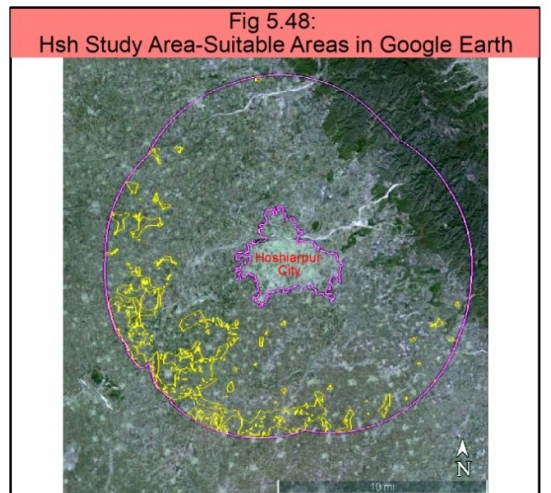 Fig 5.48:
Hsh Study Area-Suitable Areas in Google Earth
Hoshiarpur
City
N
10 mi